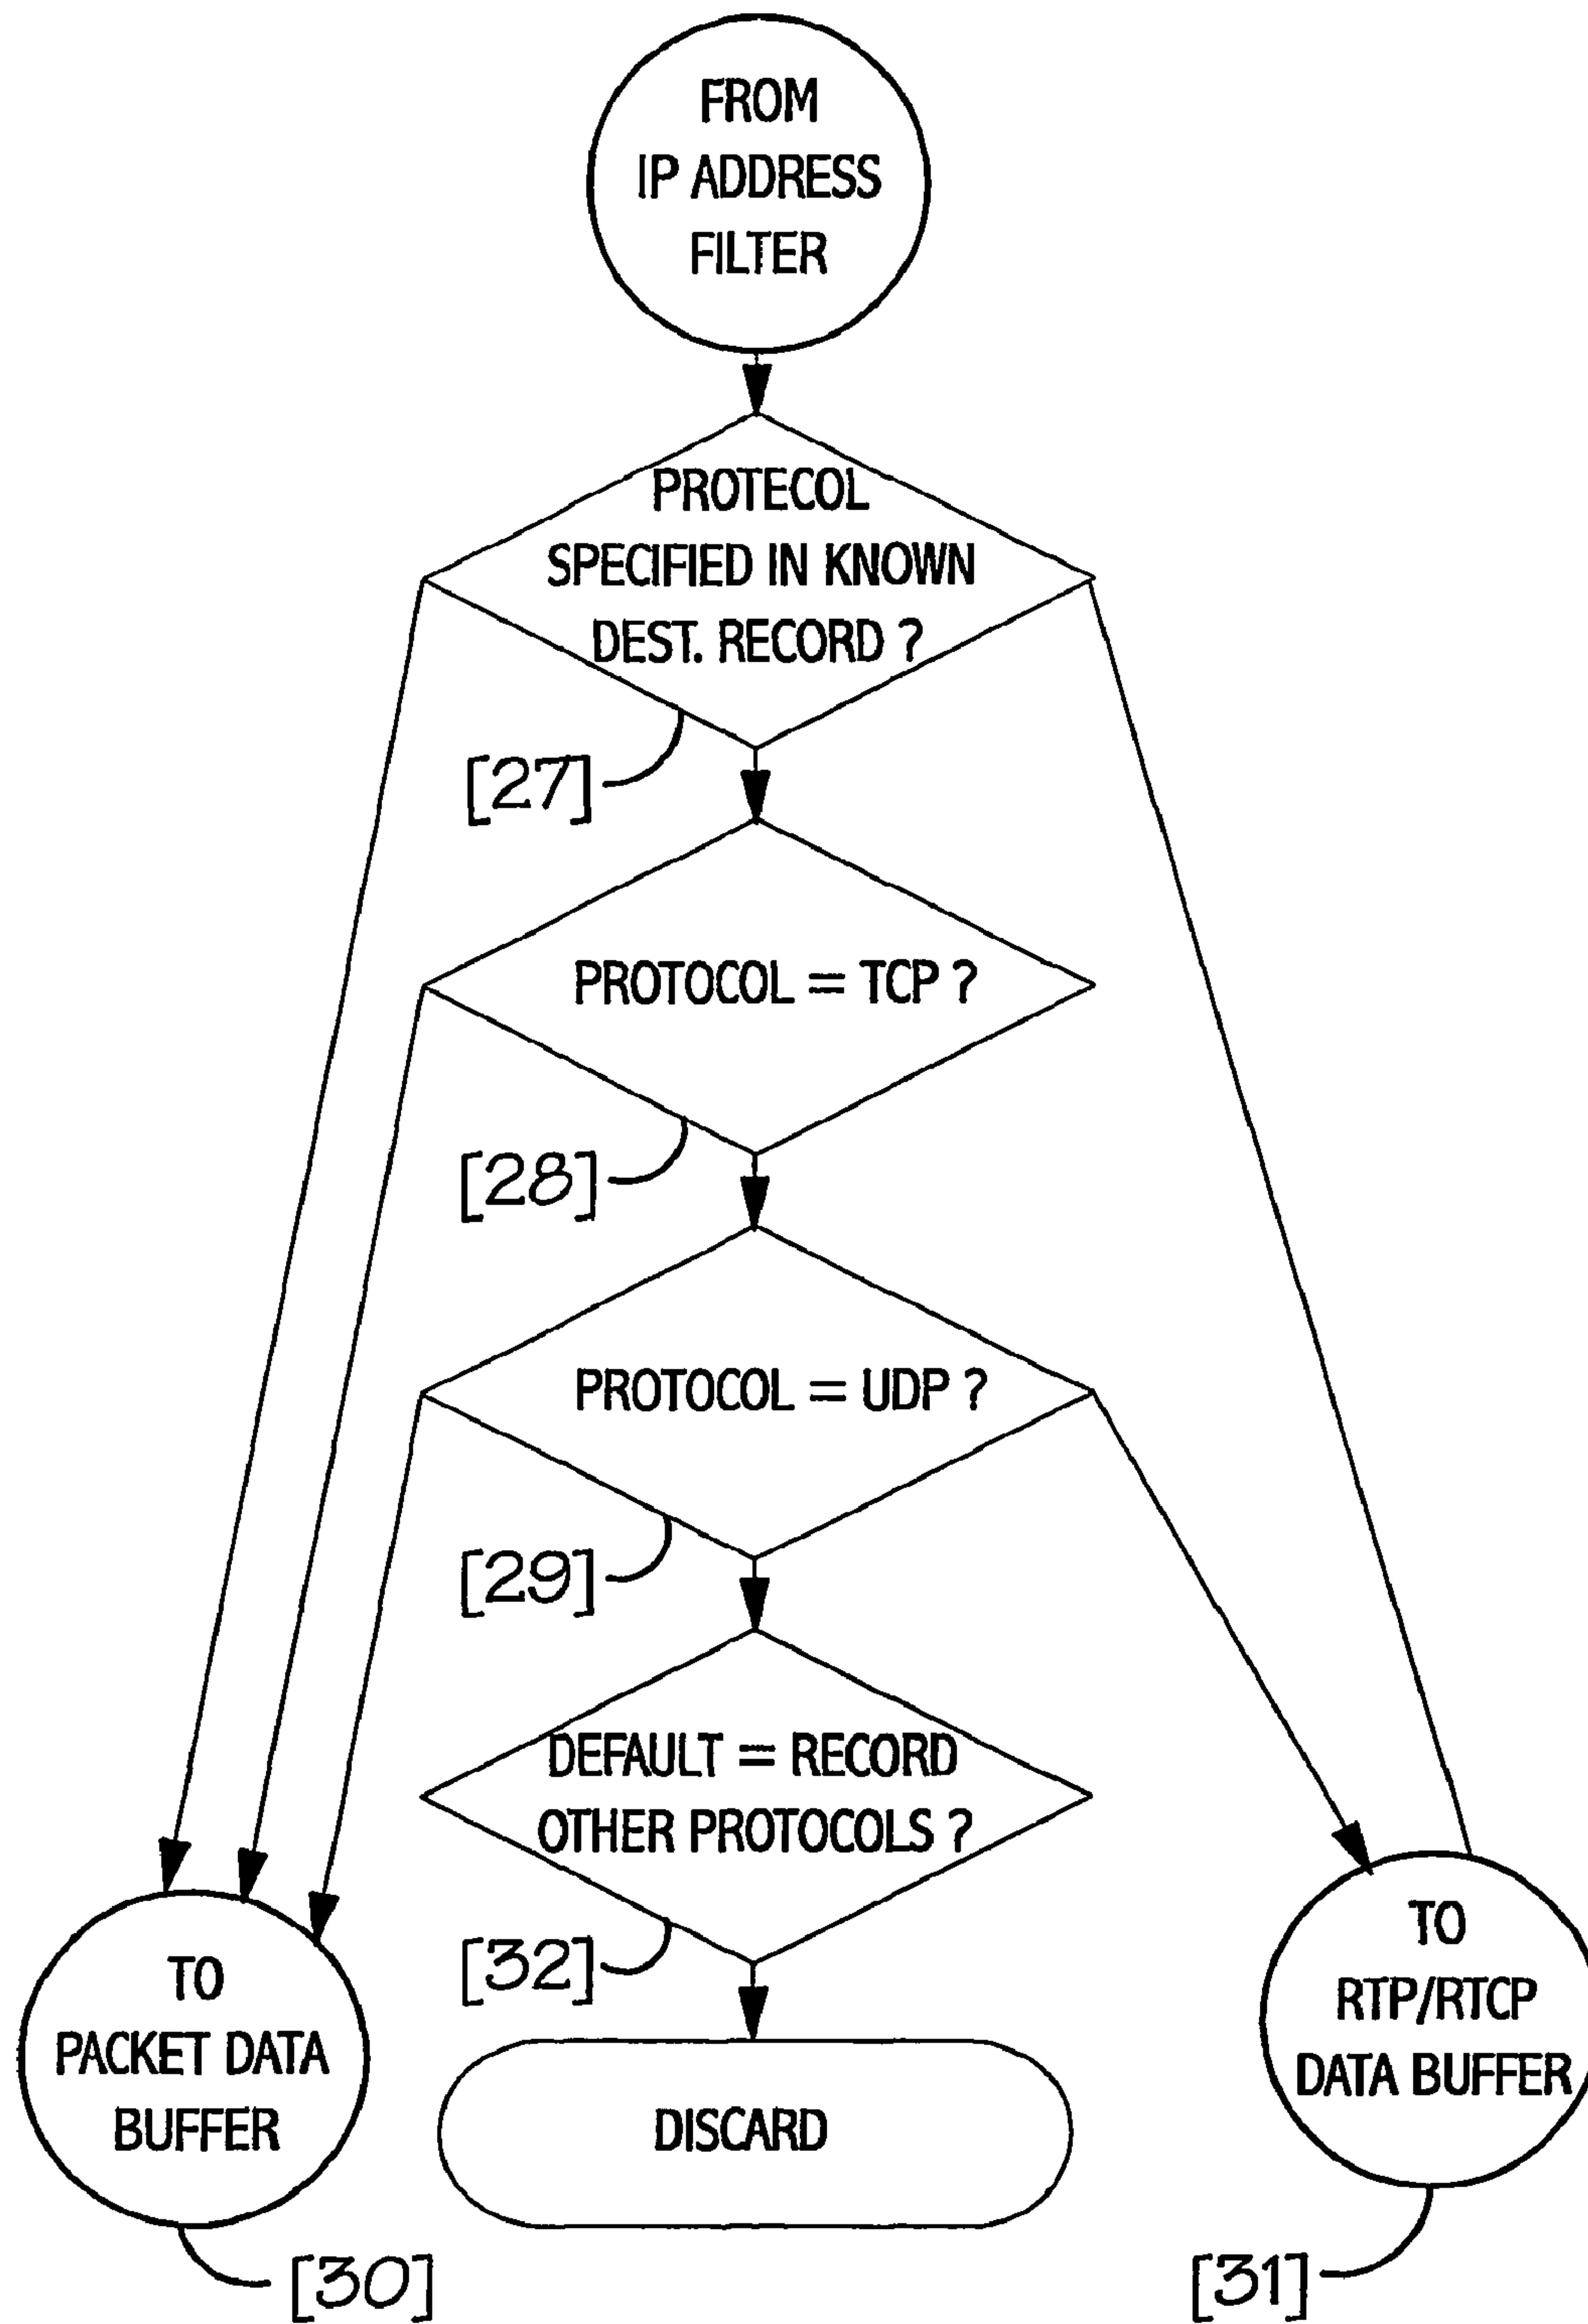 FROM
IP ADDRESS
FILTER
PROTECOL
SPECIFIED IN KNOWN
DEST. RECORD ?
[27]
PROTOCOL = TCP ?
[28]
PROTOCOL = UDP ?
[29]
DEFAULT = RECORD
OTHER PROTOCOLS ?
[32]
TO
PACKET DATA
BUFFER
[30]
DISCARD
TO
RTP/RTCP
DATA BUFFER
[31]